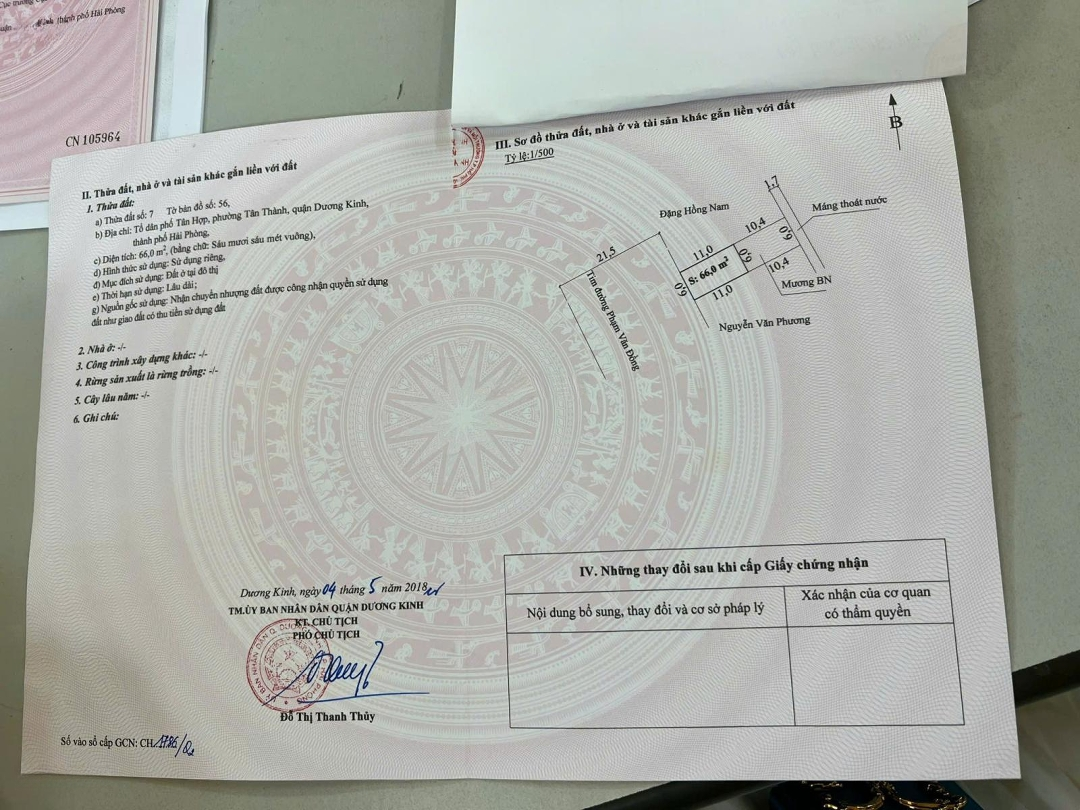 thành phố Hải Phòng
CN 105964
II. Thửa đất, nhà ở và tài sản khác gắn liền với đất
1. Thửa đất:
a) Thửa đất số: 7 Tờ bản đồ số: 56,
b) Địa chỉ: Tổ dân phố Tân Hợp, phường Tân Thành, quận Dương Kinh,
thành phố Hải Phòng,
c) Diện tích: 66,0 m², (bằng chữ: Sáu mươi sáu mét vuông),
d) Hình thức sử dụng: Sử dụng riêng,
đ) Mục đích sử dụng: Đất ở tại đô thị
e) Thời hạn sử dụng: Lâu dài;
g) Nguồn gốc sử dụng: Nhận chuyển nhượng đất được công nhận quyền sử dụng
đất như giao đất có thu tiền sử dụng đất
2. Nhà ở: -/-
3. Công trình xây dựng khác: -/-
4. Rừng sản xuất là rừng trồng: -/-
5. Cây lâu năm: -/-
6. Ghi chú:
Dương Kinh, ngày 04 tháng 5 năm 2018
TM.ỦY BAN NHÂN DÂN QUẬN DƯƠNG KINH
KT. CHỦ TỊCH
PHÓ CHỦ TỊCH
Đỗ Thị Thanh Thủy
Số vào sổ cấp GCN: CH
III. Sơ đồ thửa đất, nhà ở và tài sản khác gắn liền với đất
Tỷ lệ:1/500
B
1,7
Đặng Hồng Nam
Máng thoát nước
10,4
21,5
11,0
6,0
6,0
S: 66,0 m²
10,4
Mương BN
6,0
11,0
Tim đường Phạm Văn Đồng
Nguyễn Văn Phương
IV. Những thay đổi sau khi cấp Giấy chứng nhận
Nội dung bổ sung, thay đổi và cơ sở pháp lý
Xác nhận của cơ quan
có thẩm quyền